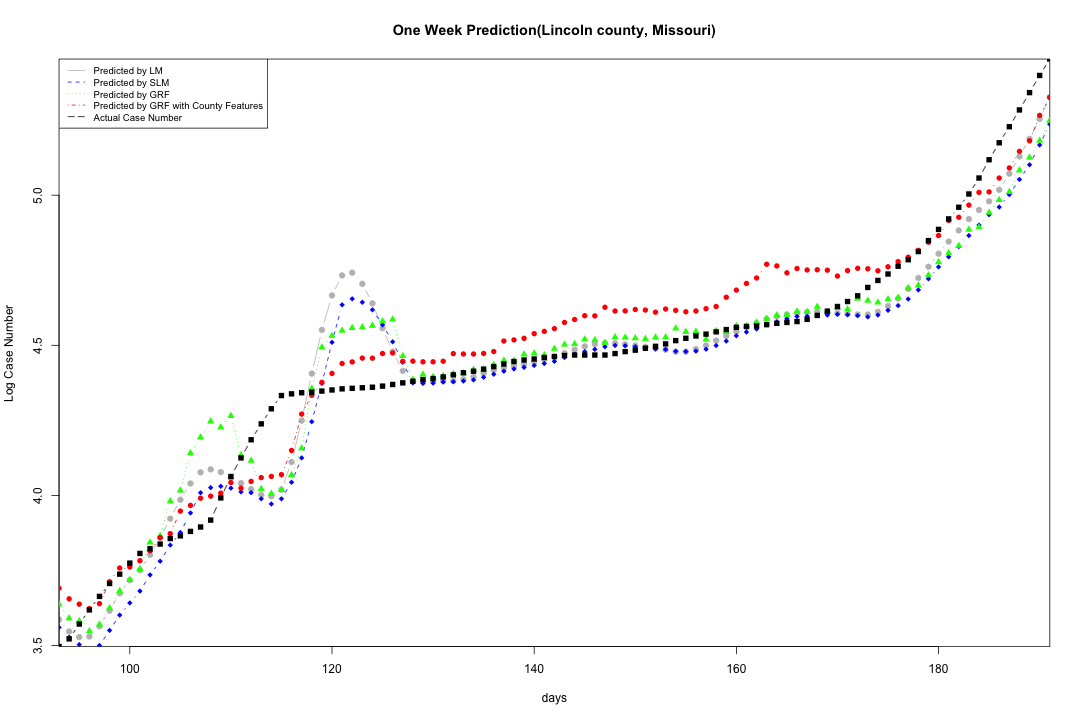 One Week Prediction(Lincoln county, Missouri)
Predicted by LM
Predicted by SLM
Predicted by GRF
Predicted by GRF with County Features
Actual Case Number
Log Case Number
5.0
4.5
4.0
3.5
100 120 140 160 180
days